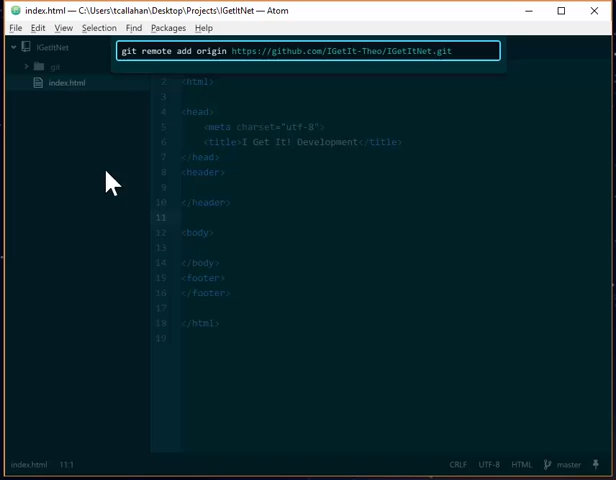 index.html — C:\Users\tcallahan\Desktop\Projects\IGetItNet — Atom
File Edit View Selection Find Packages Help
IGetItNet
.git
index.html
git remote add origin https://github.com/IGetIt-Theo/IGetItNet.git
2 <html>
3
4 <head>
5 <meta charset="utf-8">
6 <title>I Get It! Development</title>
7 </head>
8 <header>
9
10 </header>
11
12 <body>
13
14 </body>
15 <footer>
16 </footer>
17
18 </html>
19
index.html 11:1 CRLF UTF-8 HTML master